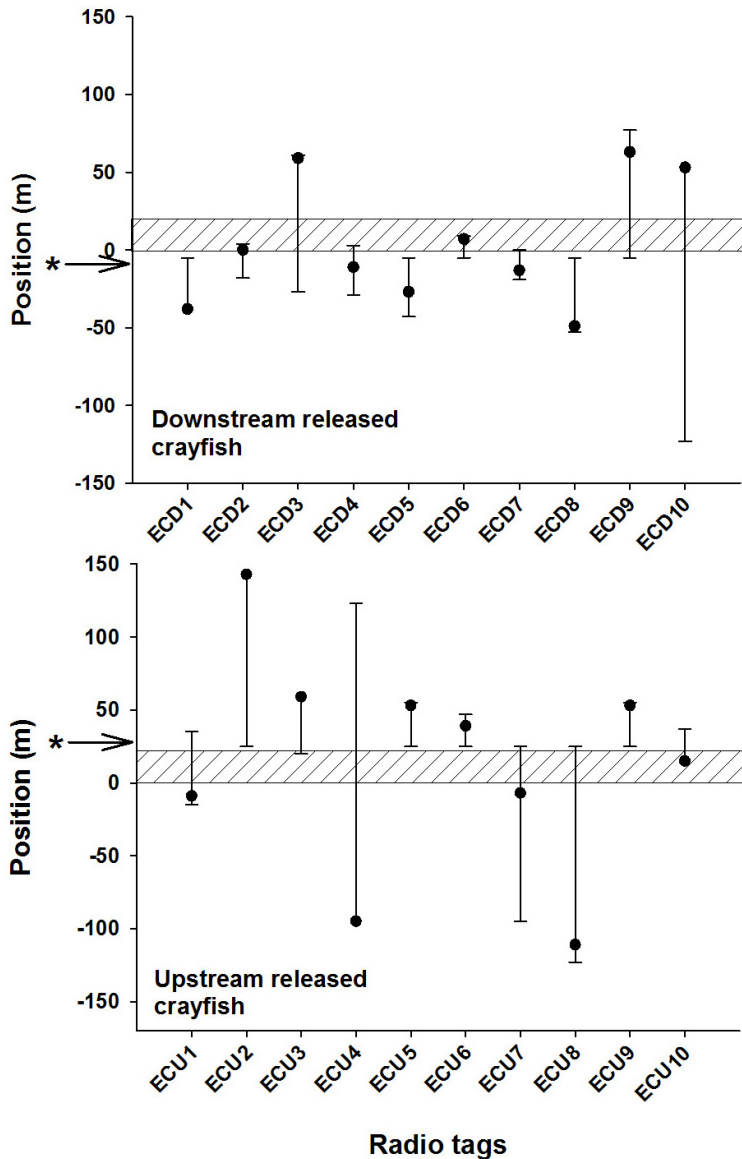 150
100
50
0
-50
-100
-150
Position (m)
*
Downstream released
crayfish
ECD1 ECD2 ECD3 ECD4 ECD5 ECD6 ECD7 ECD8 ECD9 ECD10
150
100
50
0
-50
-100
-150
Position (m)
*
Upstream released
crayfish
ECU1 ECU2 ECU3 ECU4 ECU5 ECU6 ECU7 ECU8 ECU9 ECU10
Radio tags